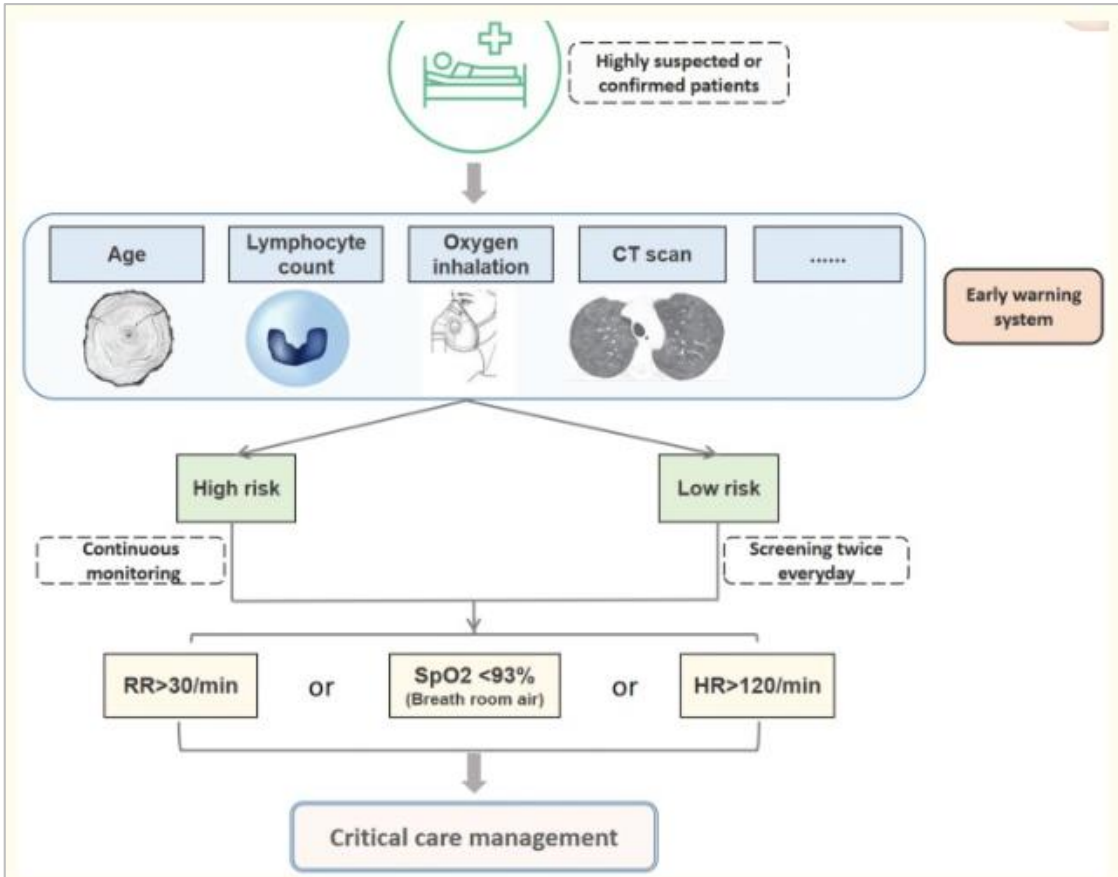 Highly suspected or
confirmed patients
Age
Lymphocyte
count
Oxygen
inhalation
CT scan
......
Early warning
system
High risk
Low risk
Continuous
monitoring
Screening twice
everyday
RR>30/min
or
SpO2 <93%
(Breath room air)
or
HR>120/min
Critical care management